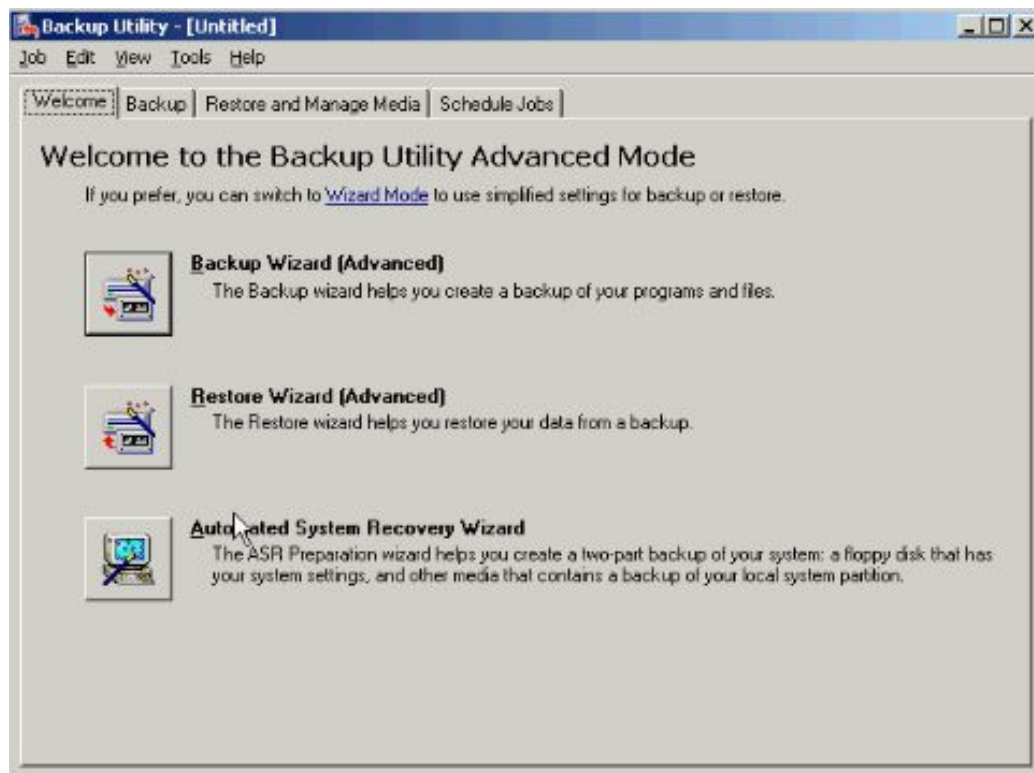 Backup Utility - [Untitled]
Job Edit View Tools Help
Welcome Backup Restore and Manage Media Schedule Jobs
Welcome to the Backup Utility Advanced Mode
If you prefer, you can switch to Wizard Mode to use simplified settings for backup or restore.
Backup Wizard (Advanced)
The Backup wizard helps you create a backup of your programs and files.
Restore Wizard (Advanced)
The Restore wizard helps you restore your data from a backup.
Automated System Recovery Wizard
The ASR Preparation wizard helps you create a two-part backup of your system: a floppy disk that has
your system settings, and other media that contains a backup of your local system partition.